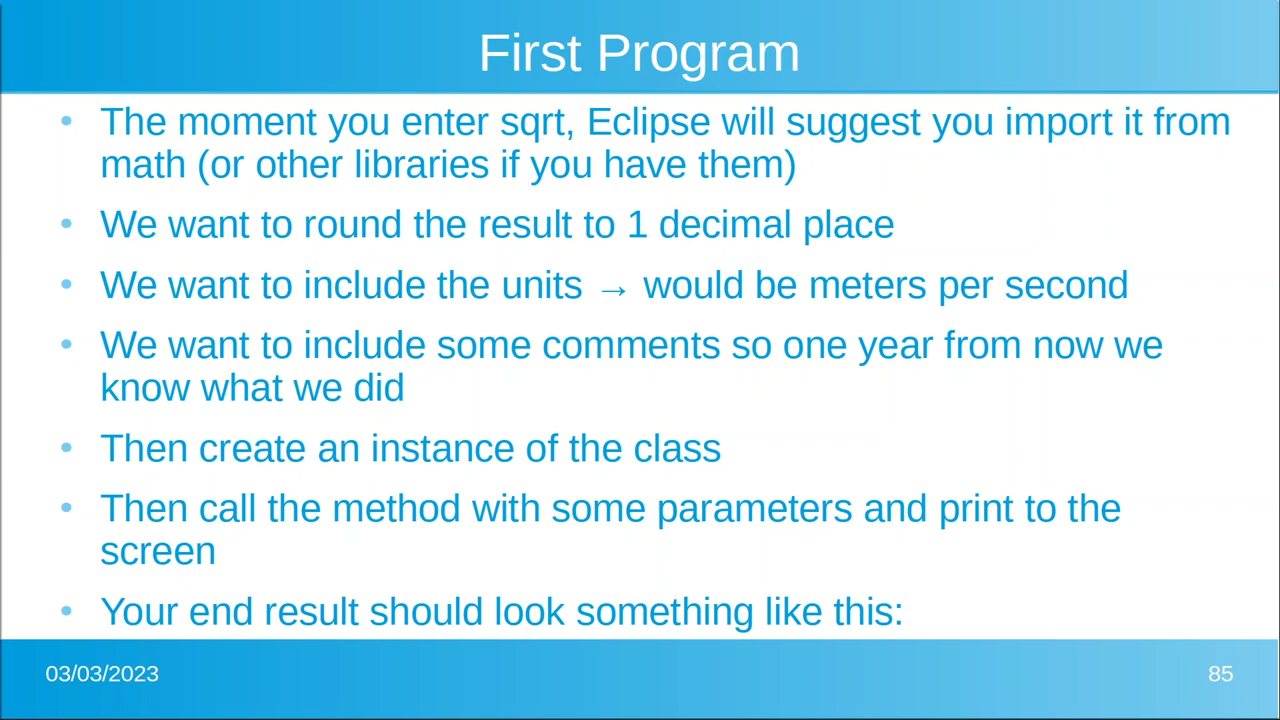 First Program
• The moment you enter sqrt, Eclipse will suggest you import it from
math (or other libraries if you have them)
• We want to round the result to 1 decimal place
• We want to include the units → would be meters per second
• We want to include some comments so one year from now we
know what we did
• Then create an instance of the class
• Then call the method with some parameters and print to the
screen
• Your end result should look something like this:
03/03/2023
85